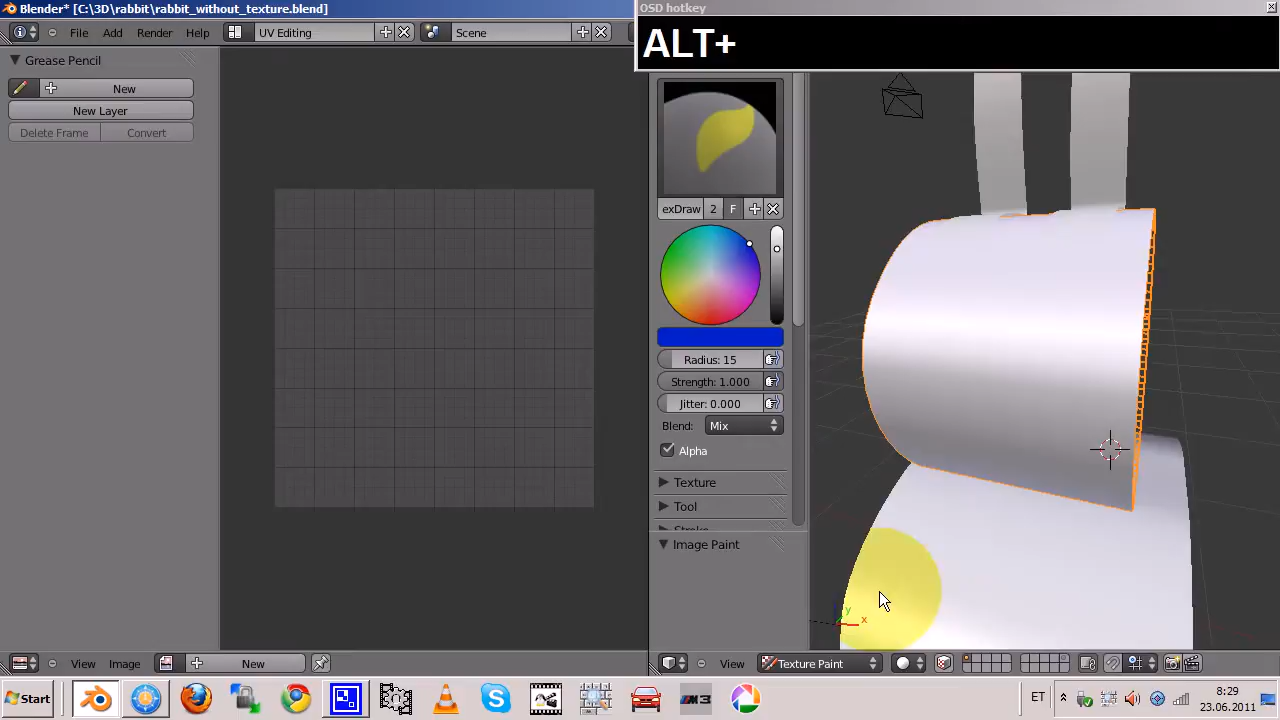 Blender* [C:\3D\rabbit\rabbit_without_texture.blend]
OSD hotkey
ALT+
File Add Render Help UV Editing Scene
Grease Pencil
New
New Layer
Delete Frame Convert
exDraw 2 F
Radius: 15
Strength: 1.000
Jitter: 0.000
Blend: Mix
Alpha
Texture
Tool
Stroke
Image Paint
y
x
View Image New
View Texture Paint
Start
ET
8:29
23.06.2011